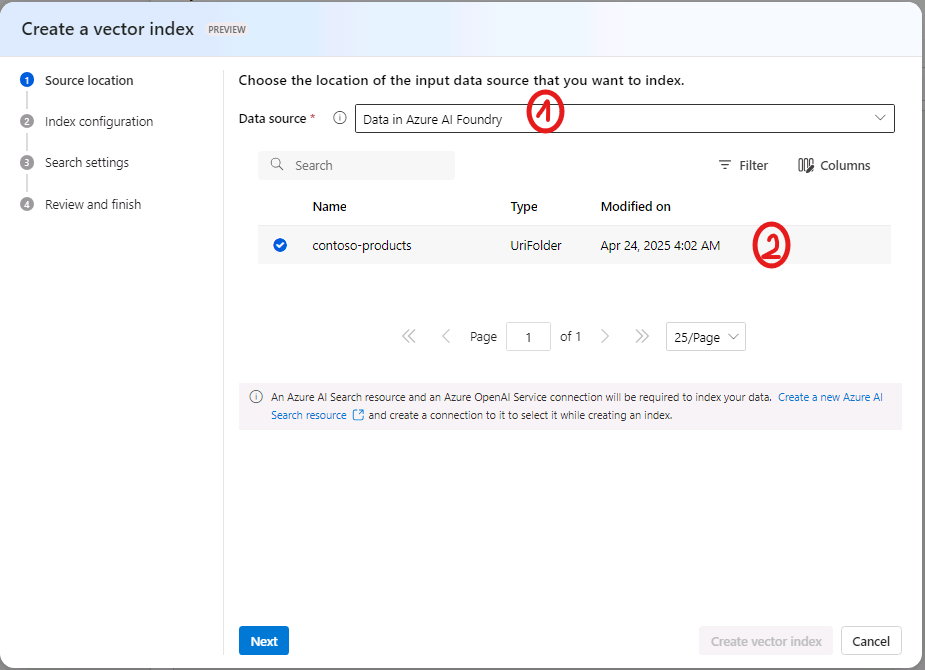 Create a vector index PREVIEW
1 Source location
2 Index configuration
3 Search settings
4 Review and finish
Choose the location of the input data source that you want to index.
Data source * Data in Azure AI Foundry 1
Search Filter Columns
Name Type Modified on
contoso-products UriFolder Apr 24, 2025 4:02 AM 2
Page 1 of 1 25/Page
An Azure AI Search resource and an Azure OpenAI Service connection will be required to index your data. Create a new Azure AI
Search resource and create a connection to it to select it while creating an index.
Next Create vector index Cancel